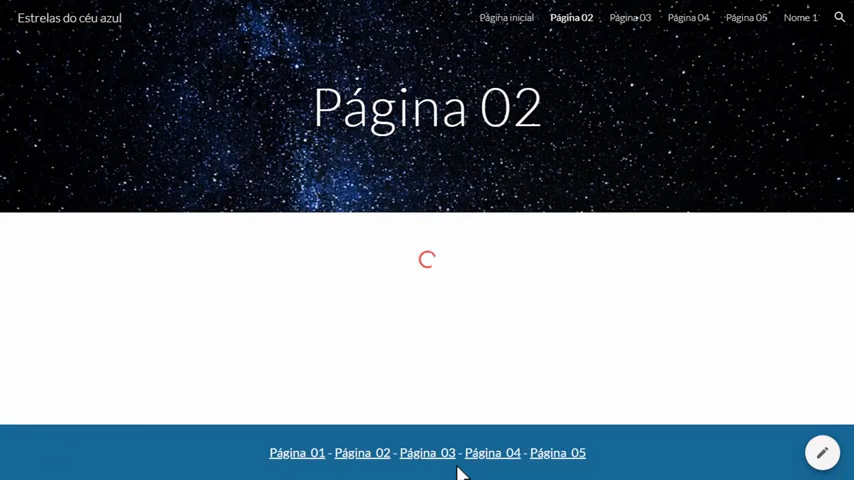 Estrelas do céu azul
Página inicial Página 02 Página 03 Página 04 Página 05 Nome 1
Página 02
Página 01 - Página 02 - Página 03 - Página 04 - Página 05